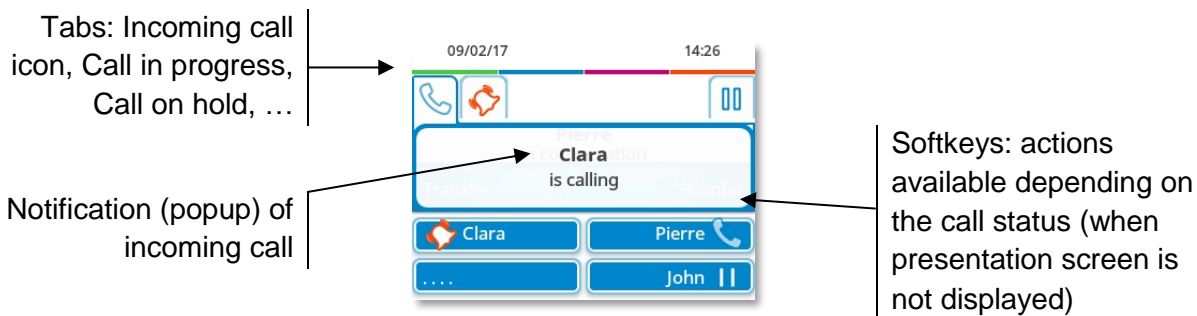 Tabs: Incoming call
icon, Call in progress,
Call on hold, …
Notification (popup) of
incoming call
09/02/17 14:26
Pierre
conversation
Clara
is calling
Transfer
Clara Pierre
.... John
Softkeys: actions
available depending on
the call status (when
presentation screen is
not displayed)